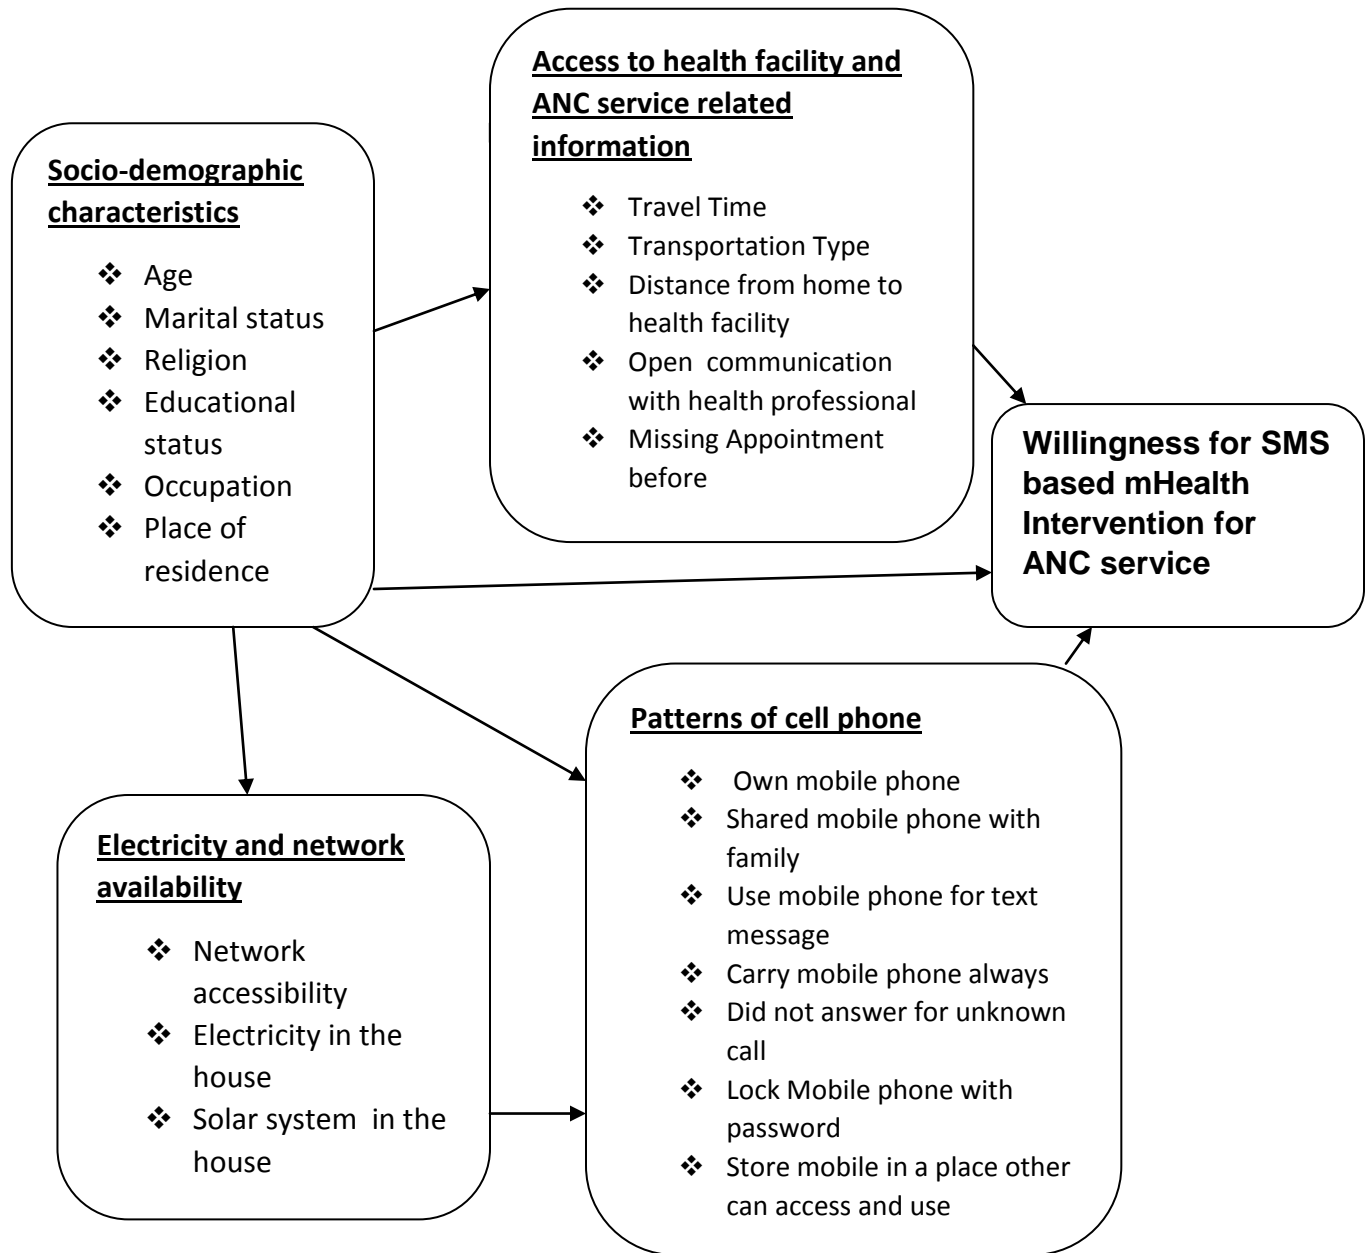 Access to health facility and
ANC service related
information
❖ Travel Time
❖ Transportation Type
❖ Distance from home to
health facility
❖ Open communication
with health professional
❖ Missing Appointment
before
Socio-demographic
characteristics
❖ Age
❖ Marital status
❖ Religion
❖ Educational
status
❖ Occupation
❖ Place of
residence
Willingness for SMS
based mHealth
Intervention for
ANC service
Patterns of cell phone
❖ Own mobile phone
❖ Shared mobile phone with
family
❖ Use mobile phone for text
message
❖ Carry mobile phone always
❖ Did not answer for unknown
call
❖ Lock Mobile phone with
password
❖ Store mobile in a place other
can access and use
Electricity and network
availability
❖ Network
accessibility
❖ Electricity in the
house
❖ Solar system in the
house